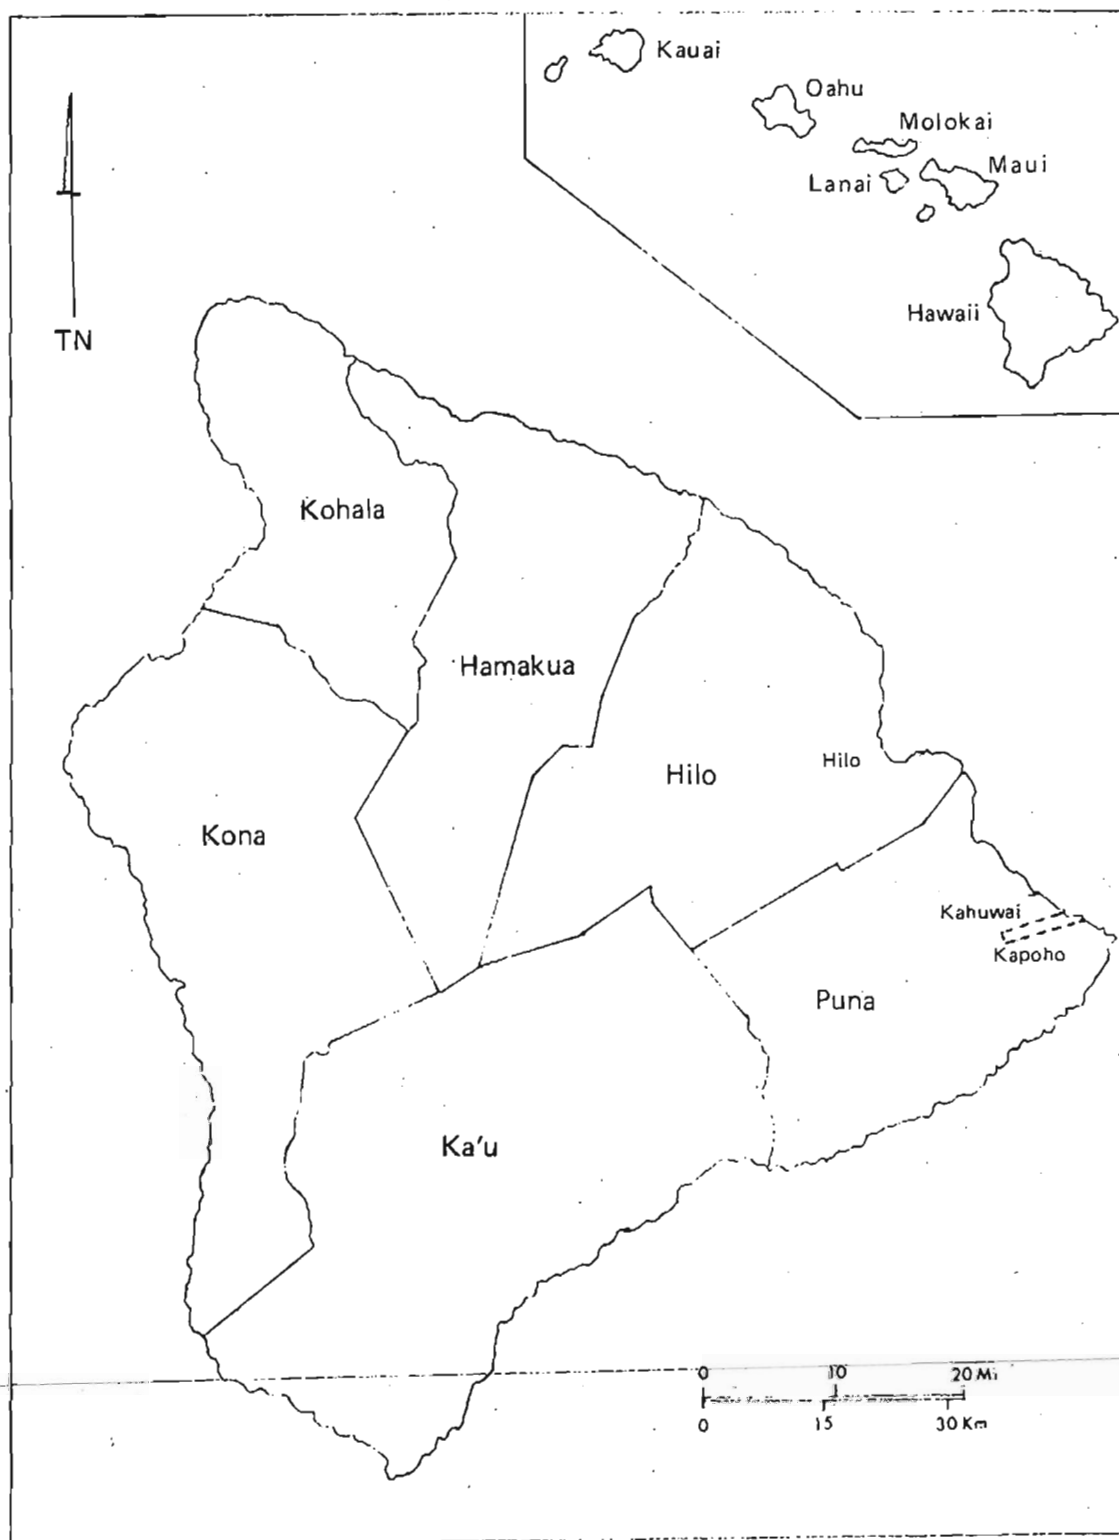 Kauai
Oahu
Molokai
Maui
Lanai
Hawaii
TN
Kohala
Hamakua
Hilo
Hilo
Kona
Kahuwai
Kapoho
Puna
Ka'u
0 10 20 Mi
0 15 30 Km